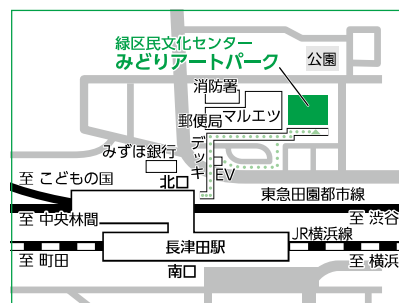 緑区民文化センター
みどりアートパーク
公園
消防署
マルエツ
郵便局
デッキ
みずほ銀行
EV
北口
至 こどもの国
東急田園都市線
至 中央林間
至 渋谷
JR横浜線
長津田駅
至 町田
至 横浜
南口